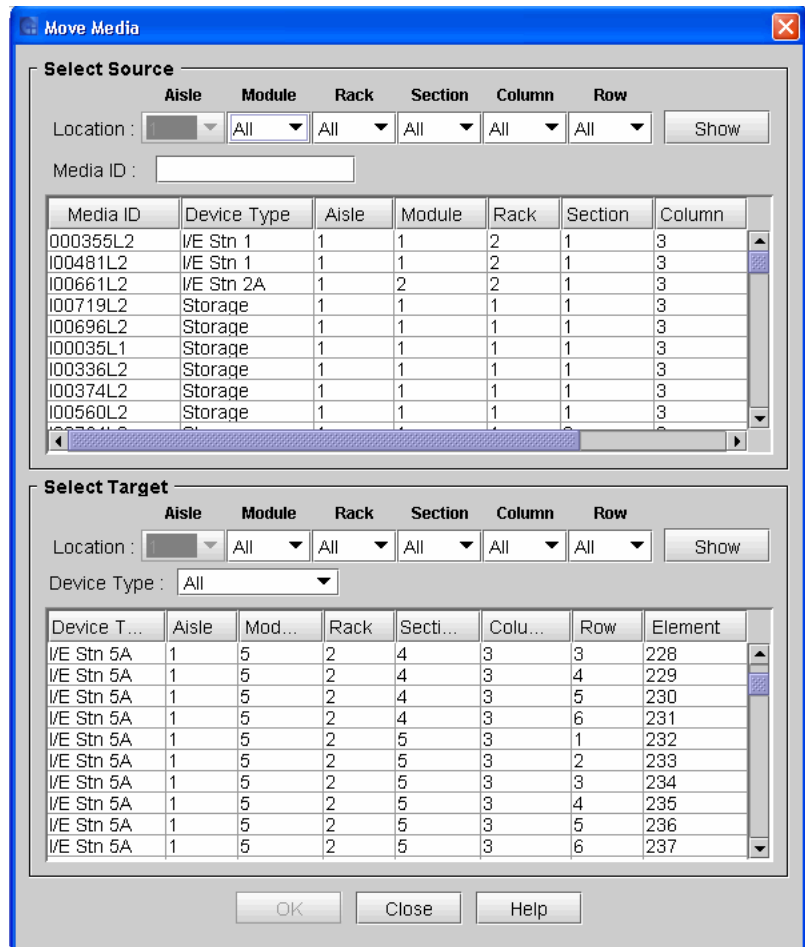 Move Media
Select Source
Aisle Module Rack Section Column Row
Location : 1 All All All All All Show
Media ID :
Media ID Device Type Aisle Module Rack Section Column
000355L2 I/E Stn 1 1 1 2 1 3
I00481L2 I/E Stn 1 1 1 2 1 3
I00661L2 I/E Stn 2A 1 2 2 1 3
I00719L2 Storage 1 1 1 1 3
I00696L2 Storage 1 1 1 1 3
I00035L1 Storage 1 1 1 1 3
I00336L2 Storage 1 1 1 1 3
I00374L2 Storage 1 1 1 1 3
I00560L2 Storage 1 1 1 1 3
Select Target
Aisle Module Rack Section Column Row
Location : 1 All All All All All Show
Device Type : All
Device T... Aisle Mod... Rack Secti... Colu... Row Element
I/E Stn 5A 1 5 2 4 3 3 228
I/E Stn 5A 1 5 2 4 3 4 229
I/E Stn 5A 1 5 2 4 3 5 230
I/E Stn 5A 1 5 2 4 3 6 231
I/E Stn 5A 1 5 2 5 3 1 232
I/E Stn 5A 1 5 2 5 3 2 233
I/E Stn 5A 1 5 2 5 3 3 234
I/E Stn 5A 1 5 2 5 3 4 235
I/E Stn 5A 1 5 2 5 3 5 236
I/E Stn 5A 1 5 2 5 3 6 237
OK Close Help